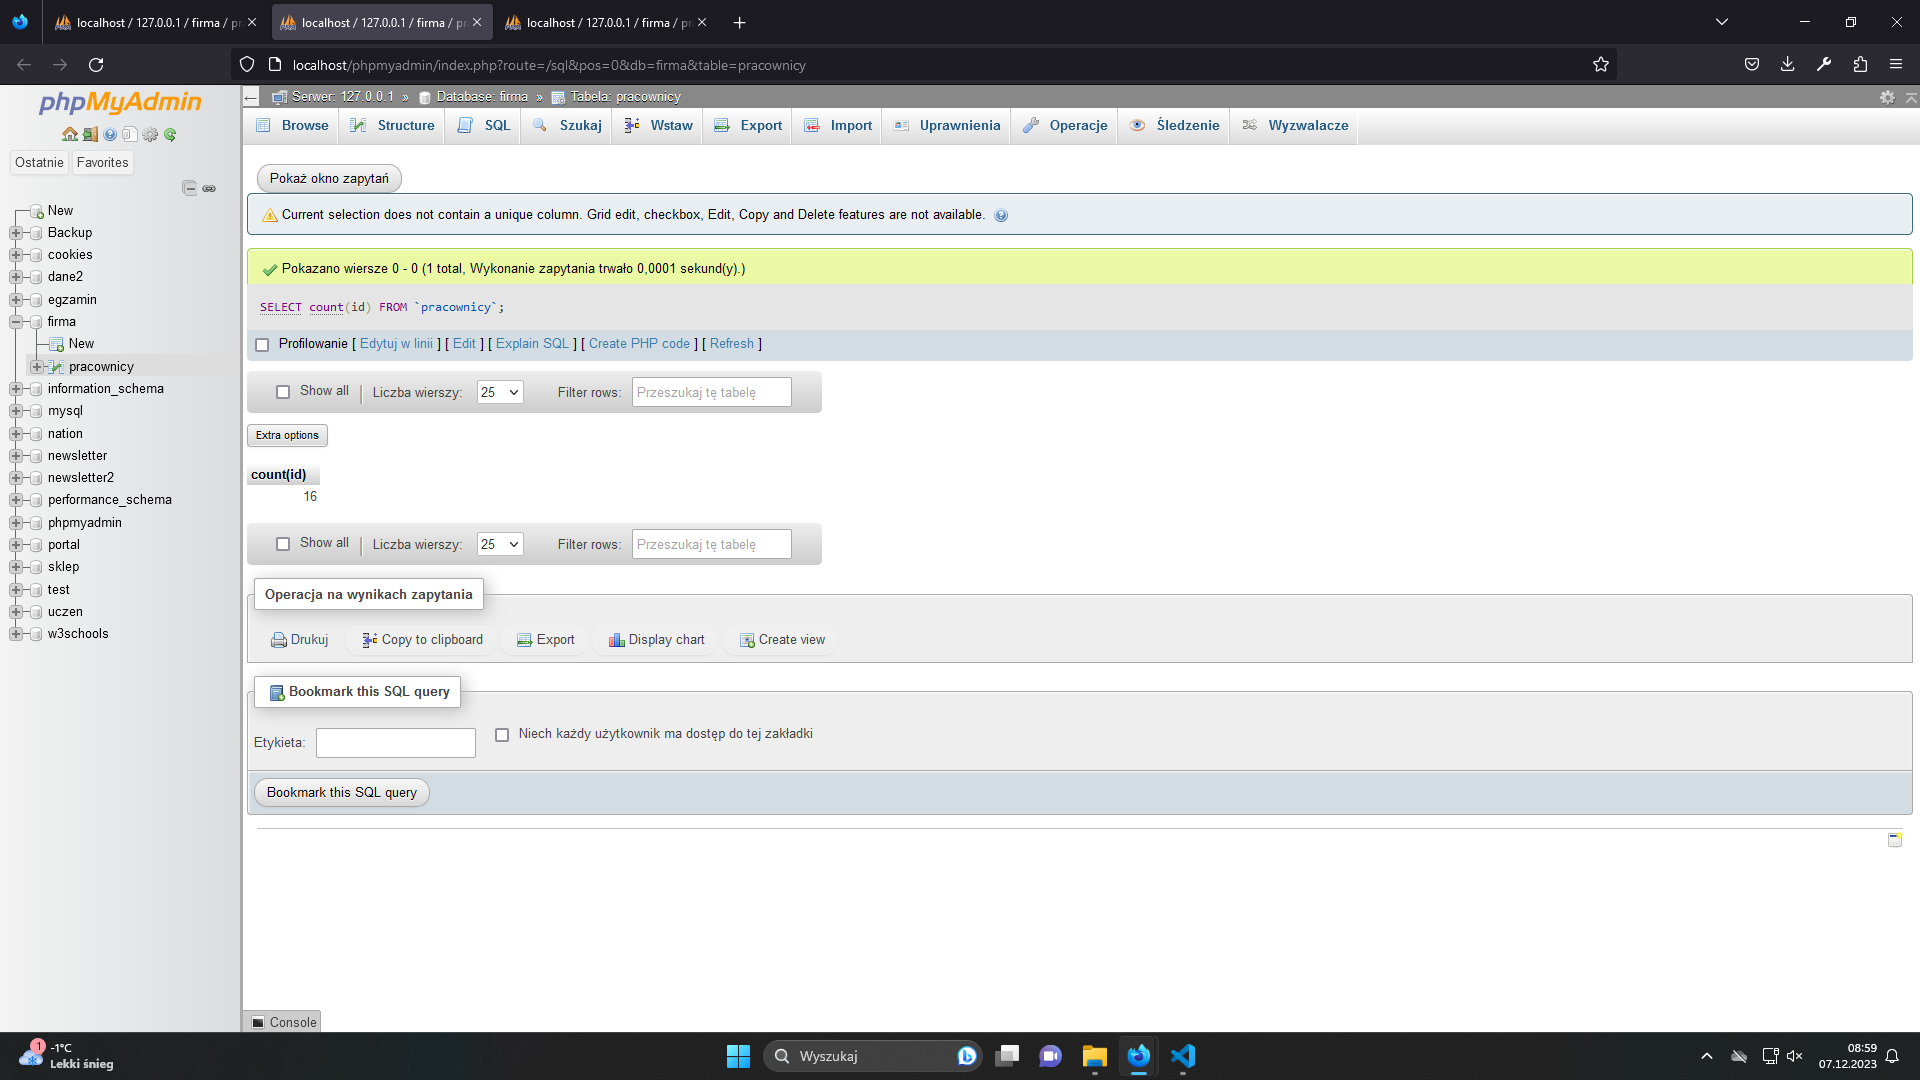 localhost / 127.0.0.1 / firma / pr
localhost / 127.0.0.1 / firma / pr
localhost / 127.0.0.1 / firma / pr
localhost/phpmyadmin/index.php?route=/sql&pos=0&db=firma&table=pracownicy
phpMyAdmin
Ostatnie Favorites
New
Backup
cookies
dane2
egzamin
firma
New
pracownicy
information_schema
mysql
nation
newsletter
newsletter2
performance_schema
phpmyadmin
portal
sklep
test
uczen
w3schools
Serwer: 127.0.0.1 » Database: firma » Tabela: pracownicy
Browse Structure SQL Szukaj Wstaw Export Import Uprawnienia Operacje Śledzenie Wyzwalacze
Pokaż okno zapytań
Current selection does not contain a unique column. Grid edit, checkbox, Edit, Copy and Delete features are not available.
Pokazano wiersze 0 - 0 (1 total, Wykonanie zapytania trwało 0,0001 sekund(y).)
SELECT count(id) FROM `pracownicy`;
Profilowanie [ Edytuj w linii ] [ Edit ] [ Explain SQL ] [ Create PHP code ] [ Refresh ]
Show all | Liczba wierszy: 25 Filter rows: Przeszukaj tę tabelę
Extra options
count(id)
16
Show all | Liczba wierszy: 25 Filter rows: Przeszukaj tę tabelę
Operacja na wynikach zapytania
Drukuj Copy to clipboard Export Display chart Create view
Bookmark this SQL query
Etykieta: Niech każdy użytkownik ma dostęp do tej zakładki
Bookmark this SQL query
Console
1
-1°C
Lekki śnieg
Wyszukaj
08:59
07.12.2023